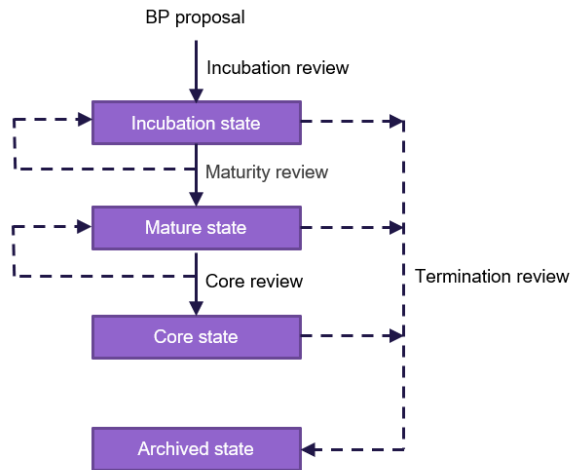 BP proposal
Incubation review
Incubation state
Maturity review
Mature state
Termination review
Core review
Core state
Archived state